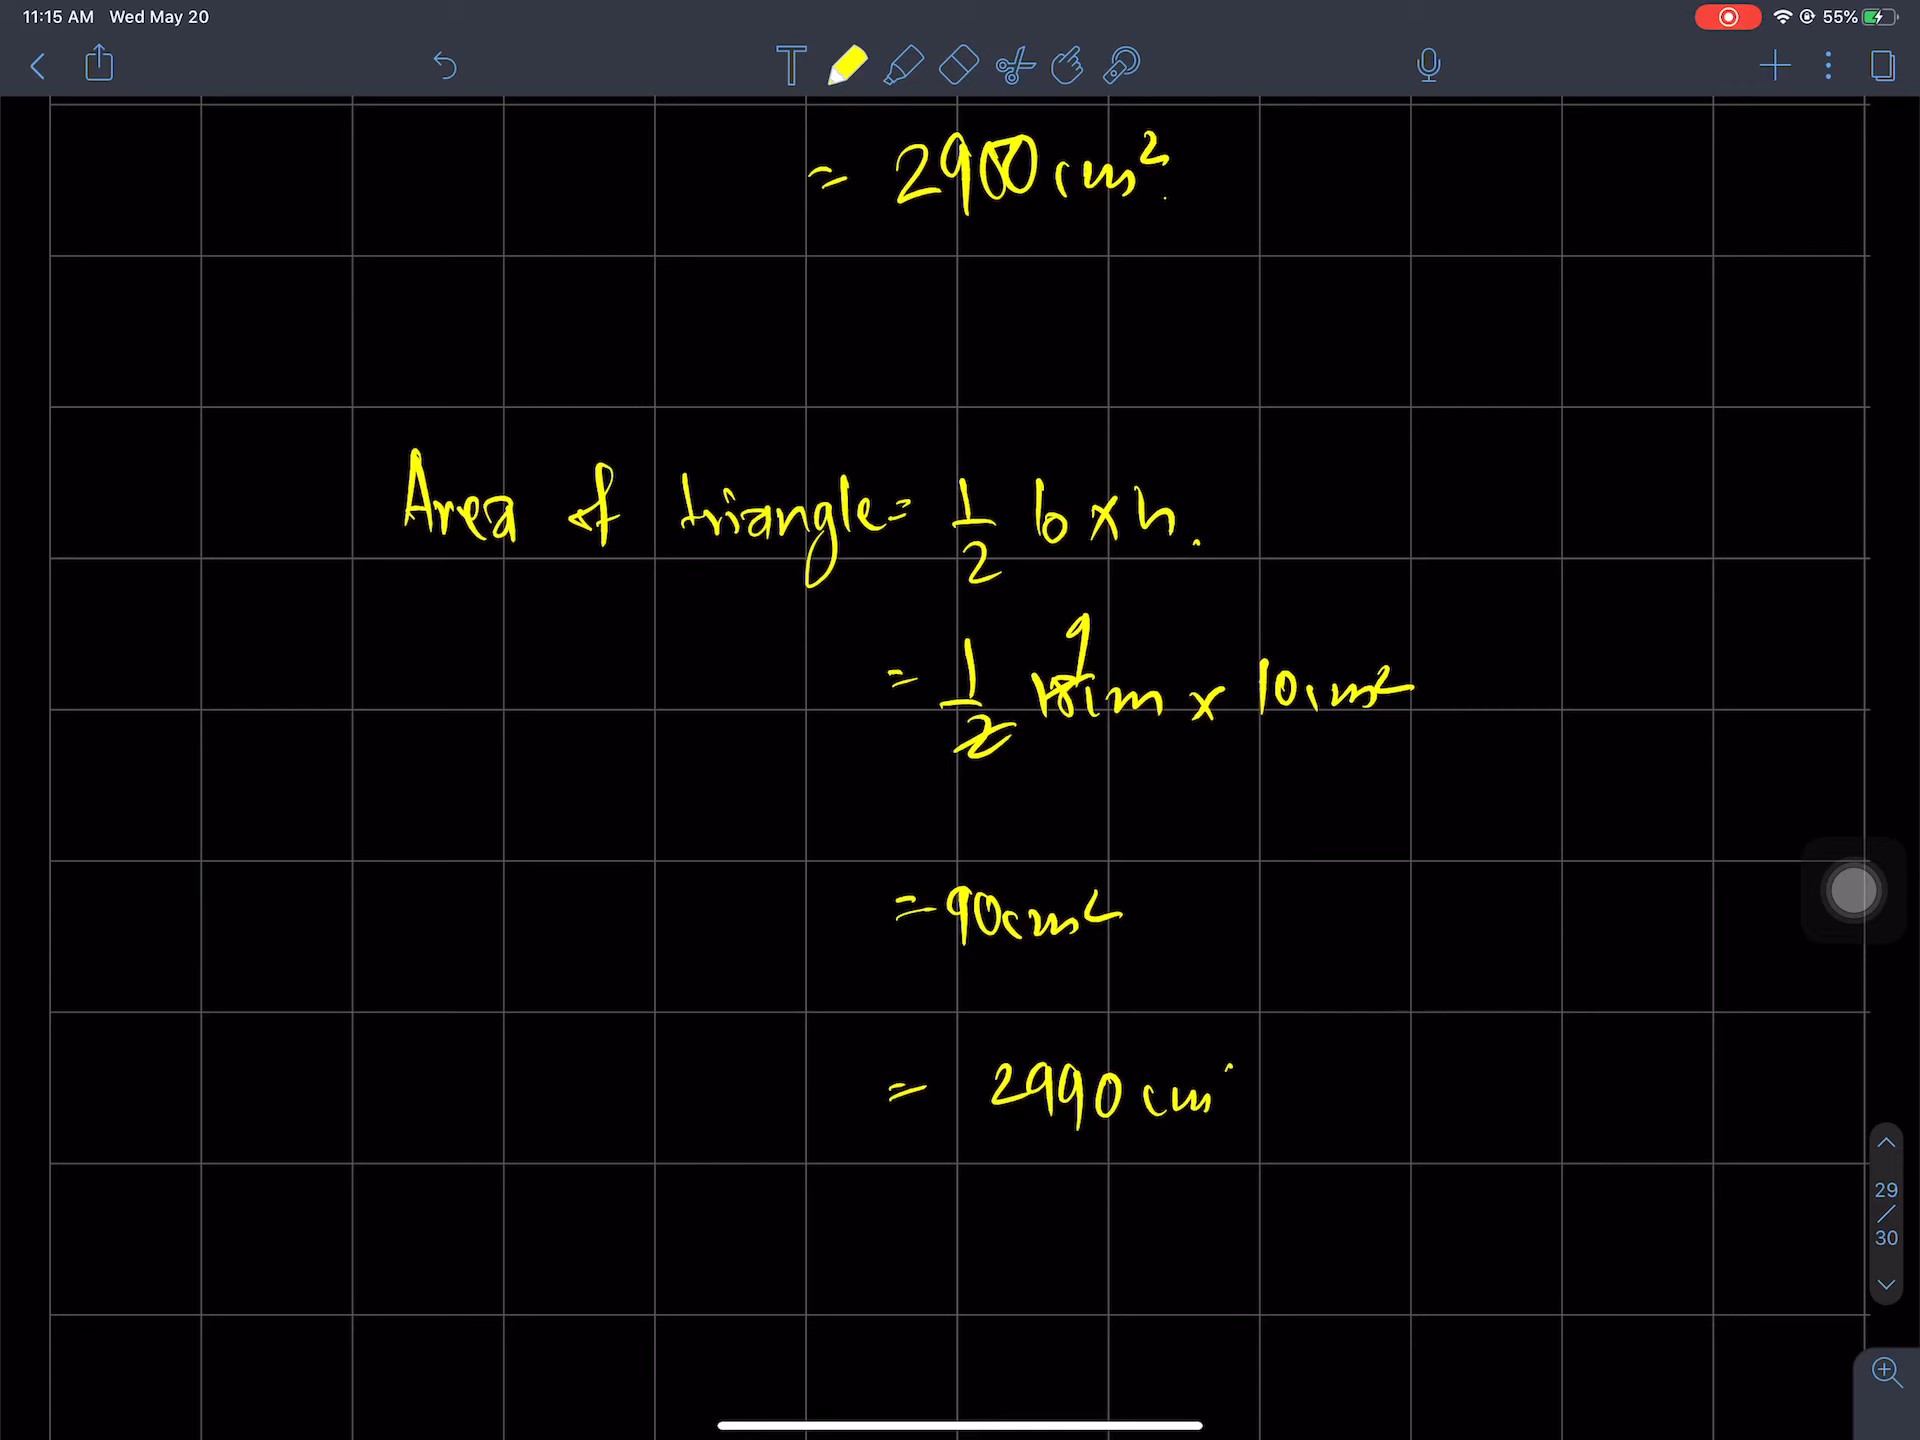 11:15 AM Wed May 20
55%
= 2900 cm²
Area of triangle = 1/2 b × h.
9
= 1/2 18cm × 10cm²
= 90cm²
= 2990 cm
29
/
30